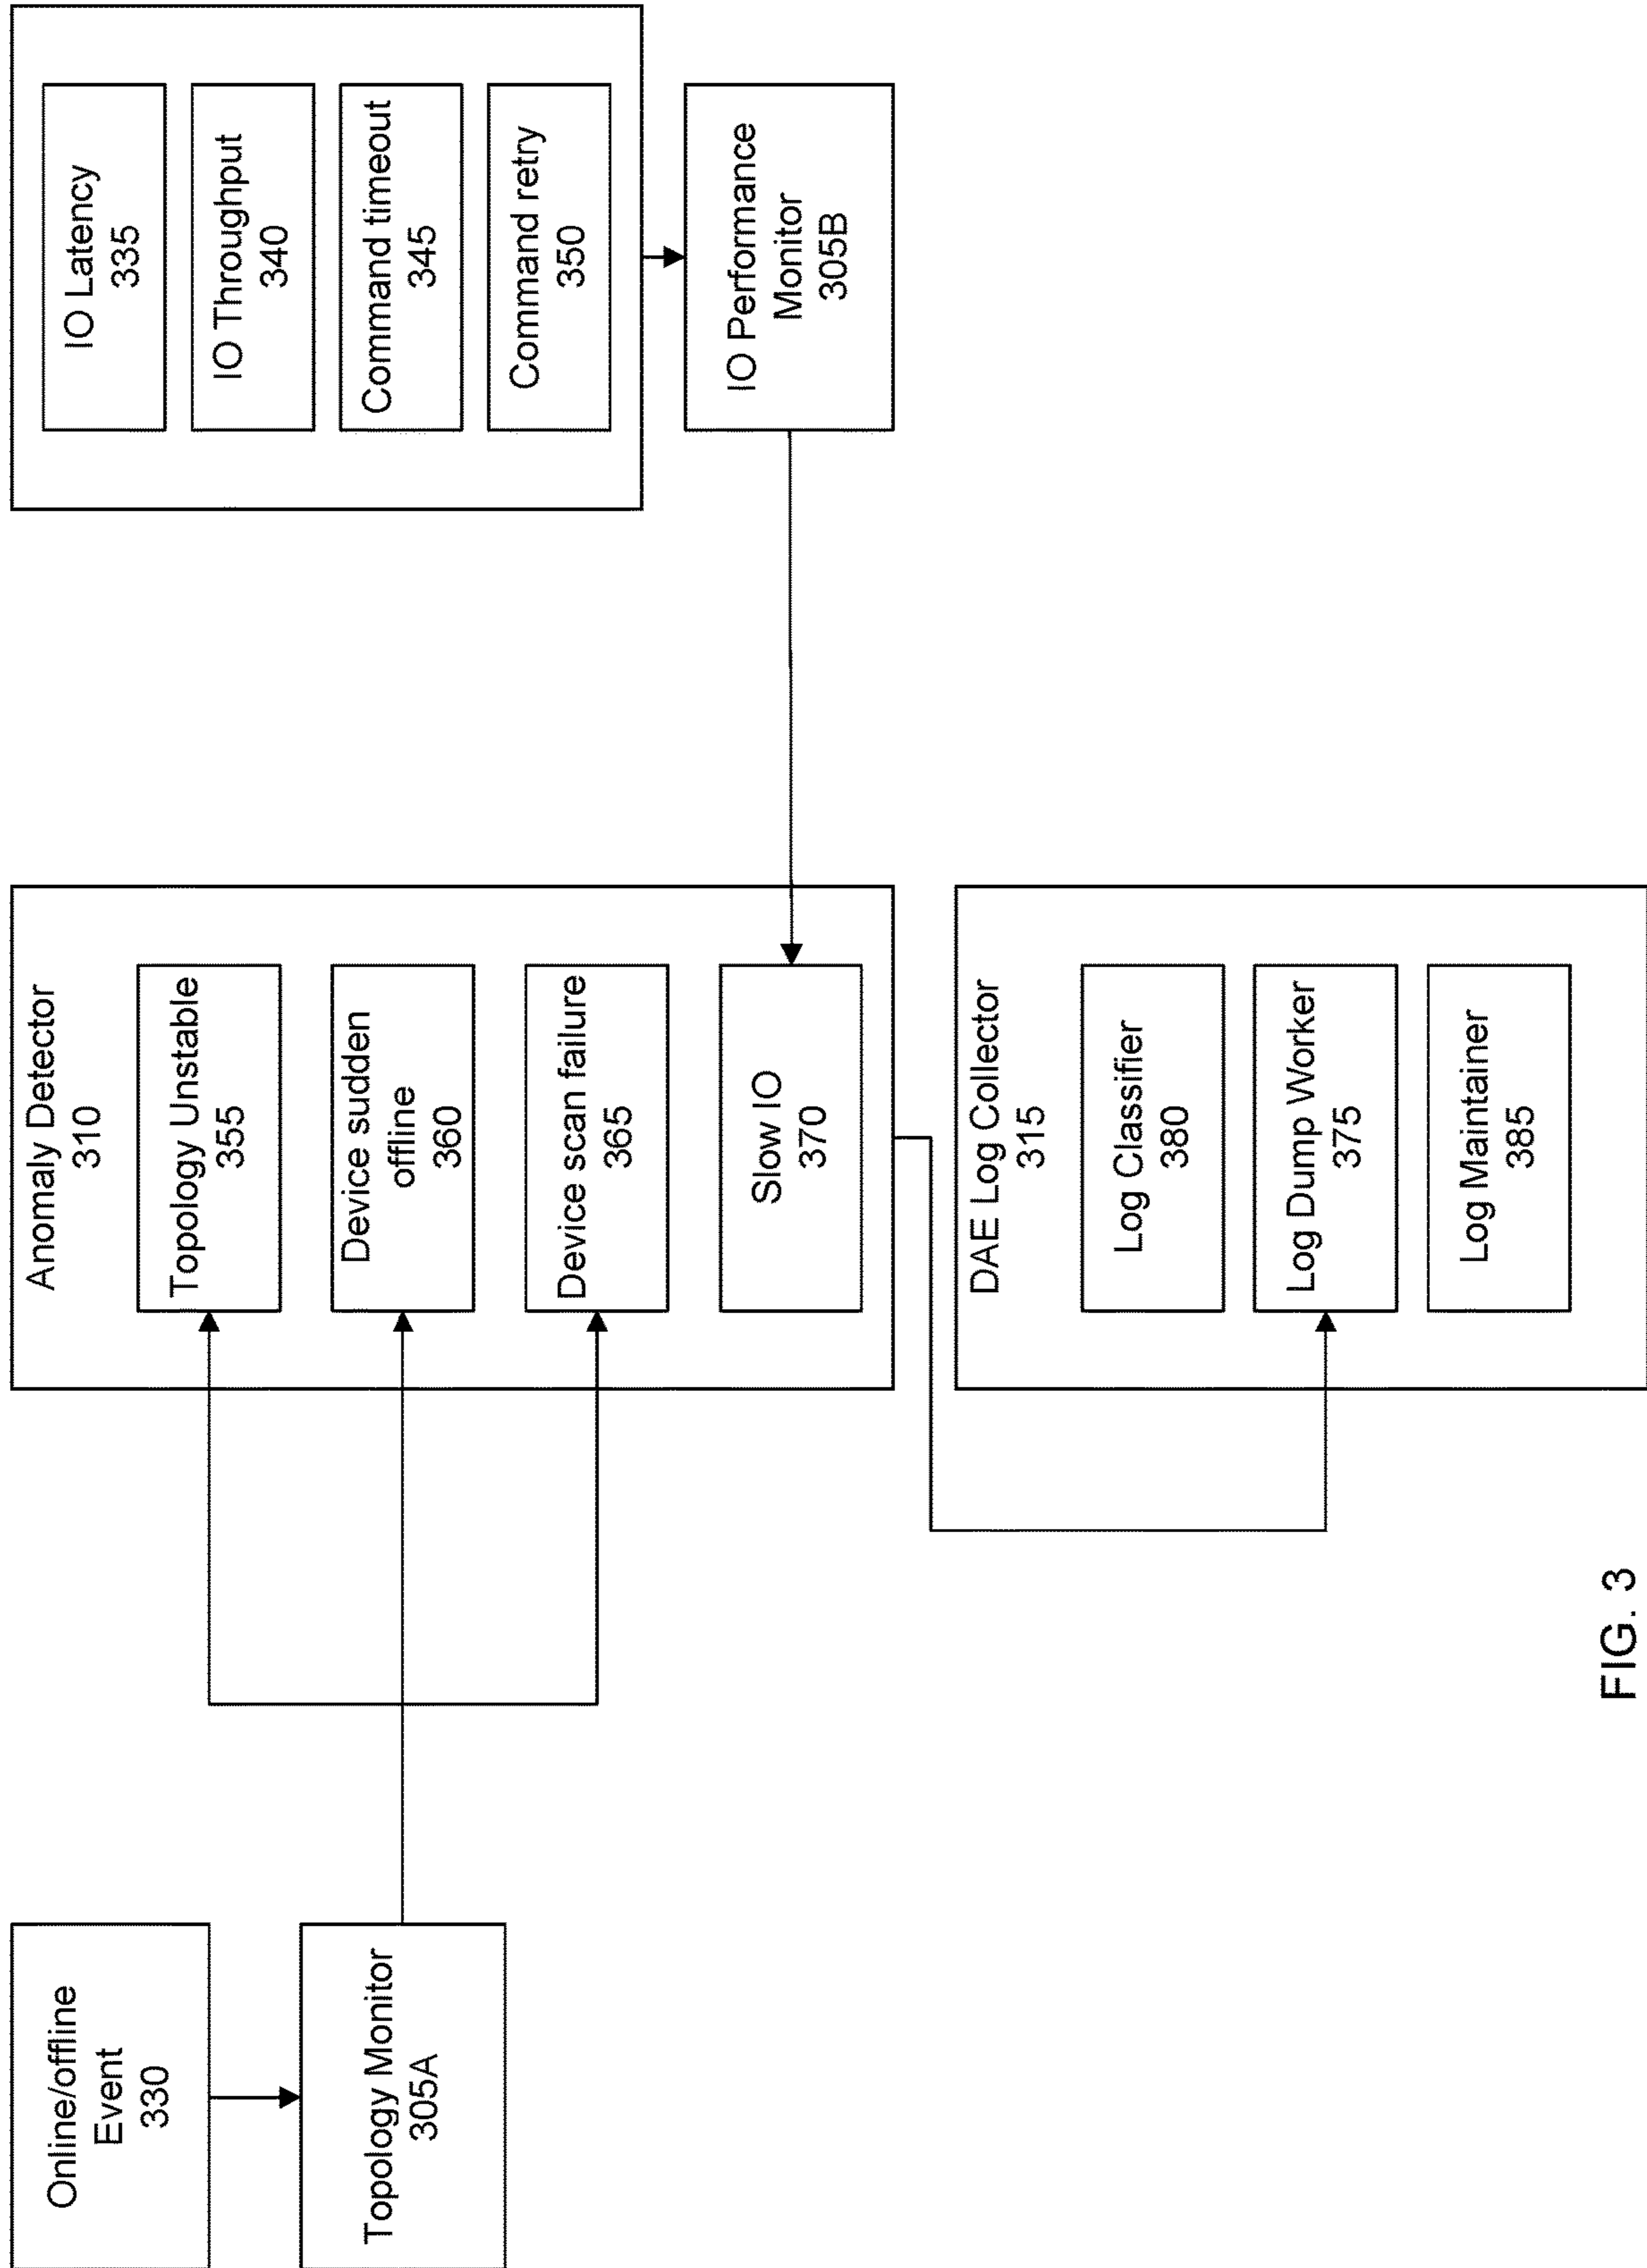 Online/offline
Event
330
Topology Monitor
305A
Anomaly Detector
310
Topology Unstable
355
Device sudden
offline
360
Device scan failure
365
Slow IO
370
DAE Log Collector
315
Log Classifier
380
Log Dump Worker
375
Log Maintainer
385
IO Latency
335
IO Throughput
340
Command timeout
345
Command retry
350
IO Performance
Monitor
305B
FIG. 3